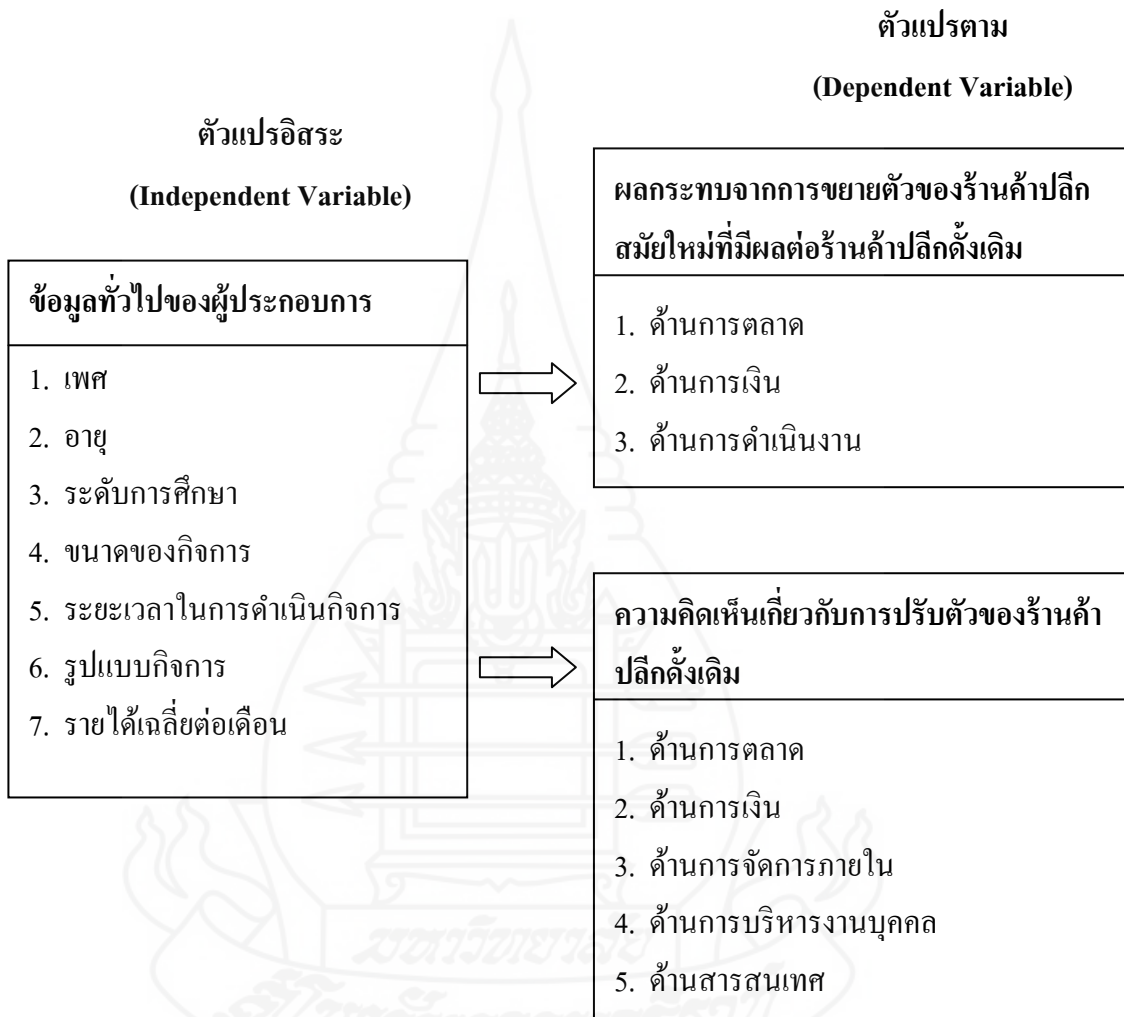 ตัวแปรอิสระ
(Independent Variable)
ข้อมูลทั่วไปของผู้ประกอบการ
1. เพศ
2. อายุ
3. ระดับการศึกษา
4. ขนาดของกิจการ
5. ระยะเวลาในการดำเนินกิจการ
6. รูปแบบกิจการ
7. รายได้เฉลี่ยต่อเดือน
ตัวแปรตาม
(Dependent Variable)
ผลกระทบจากการขยายตัวของร้านค้าปลีก
สมัยใหม่ที่มีผลต่อร้านค้าปลีกดั้งเดิม
1. ด้านการตลาด
2. ด้านการเงิน
3. ด้านการดำเนินงาน
ความคิดเห็นเกี่ยวกับการปรับตัวของร้านค้า
ปลีกดั้งเดิม
1. ด้านการตลาด
2. ด้านการเงิน
3. ด้านการจัดการภายใน
4. ด้านการบริหารงานบุคคล
5. ด้านสารสนเทศ
มหาวิทยาลัย